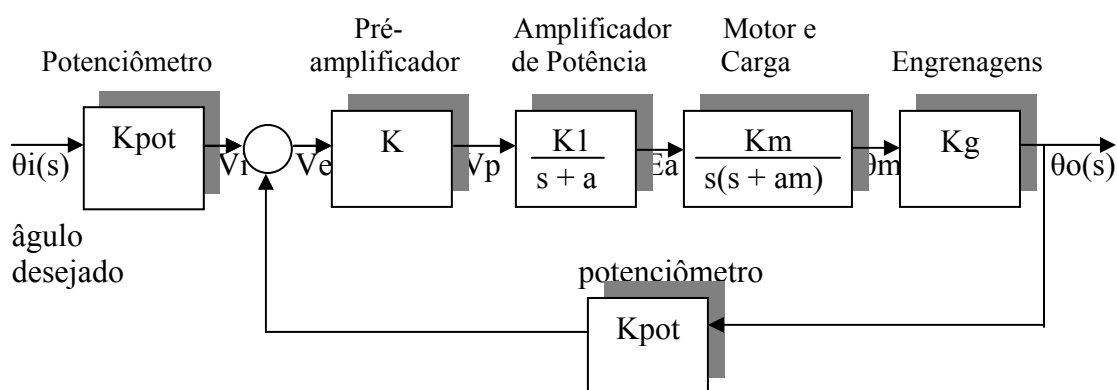 Pré-
amplificador
Amplificador
de Potência
Motor e
Carga
Potenciômetro
Engrenagens
Kpot
K
K1
s + a
Km
s(s + am)
Kg
θi(s)
Vi
Ve
Vp
Ea
θm
θo(s)
âgulo
desejado
potenciômetro
Kpot